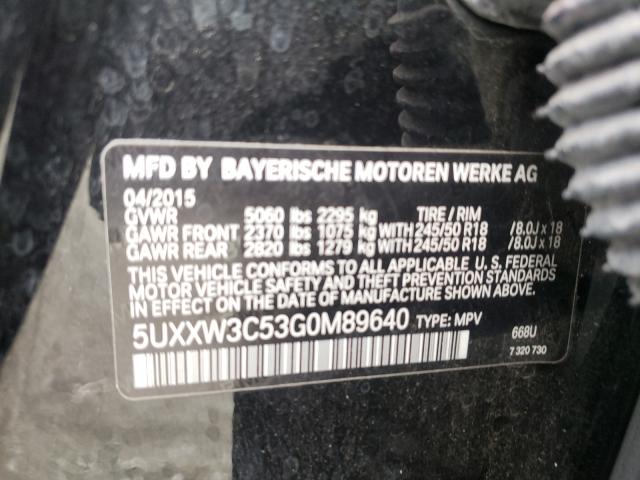 MFD BY BAYERISCHE MOTOREN WERKE AG
04/2015
GVWR 5060 lbs 2295 kg TIRE / RIM
GAWR FRONT 2370 lbs 1075 kg WITH 245/50 R18 /8.0J x 18
GAWR REAR 2820 lbs 1279 kg WITH 245/50 R18 /8.0J x 18
THIS VEHICLE CONFORMS TO ALL APPLICABLE U. S. FEDERAL
MOTOR VEHICLE SAFETY AND THEFT PREVENTION STANDARDS
IN EFFECT ON THE DATE OF MANUFACTURE SHOWN ABOVE.
5UXXW3C53G0M89640 TYPE: MPV 668U
7 320 730